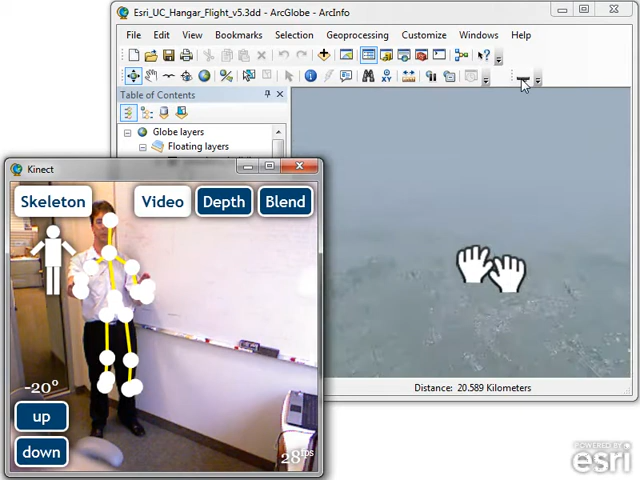 Esri_UC_Hangar_Flight_v5.3dd - ArcGlobe - ArcInfo
File Edit View Bookmarks Selection Geoprocessing Customize Windows Help
Table of Contents
Globe layers
Floating layers
Kinect
Skeleton Video Depth Blend
-20°
up
down
28fps
Distance: 20.589 Kilometers
POWERED BY
esri